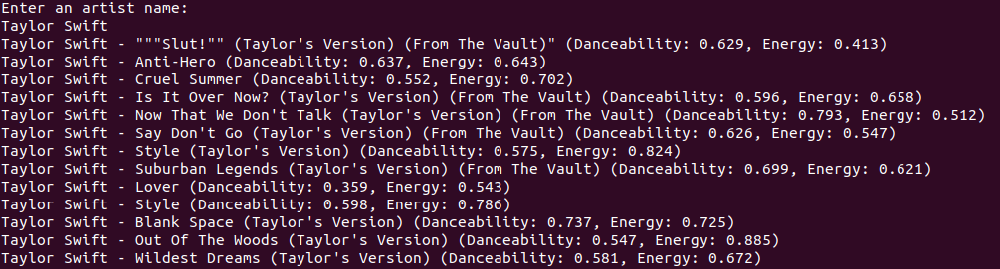 Enter an artist name:
Taylor Swift
Taylor Swift - """Slut!"" (Taylor's Version) (From The Vault)" (Danceability: 0.629, Energy: 0.413)
Taylor Swift - Anti-Hero (Danceability: 0.637, Energy: 0.643)
Taylor Swift - Cruel Summer (Danceability: 0.552, Energy: 0.702)
Taylor Swift - Is It Over Now? (Taylor's Version) (From The Vault) (Danceability: 0.596, Energy: 0.658)
Taylor Swift - Now That We Don't Talk (Taylor's Version) (From The Vault) (Danceability: 0.793, Energy: 0.512)
Taylor Swift - Say Don't Go (Taylor's Version) (From The Vault) (Danceability: 0.626, Energy: 0.547)
Taylor Swift - Style (Taylor's Version) (Danceability: 0.575, Energy: 0.824)
Taylor Swift - Suburban Legends (Taylor's Version) (From The Vault) (Danceability: 0.699, Energy: 0.621)
Taylor Swift - Lover (Danceability: 0.359, Energy: 0.543)
Taylor Swift - Style (Danceability: 0.598, Energy: 0.786)
Taylor Swift - Blank Space (Taylor's Version) (Danceability: 0.737, Energy: 0.725)
Taylor Swift - Out Of The Woods (Taylor's Version) (Danceability: 0.547, Energy: 0.885)
Taylor Swift - Wildest Dreams (Taylor's Version) (Danceability: 0.581, Energy: 0.672)